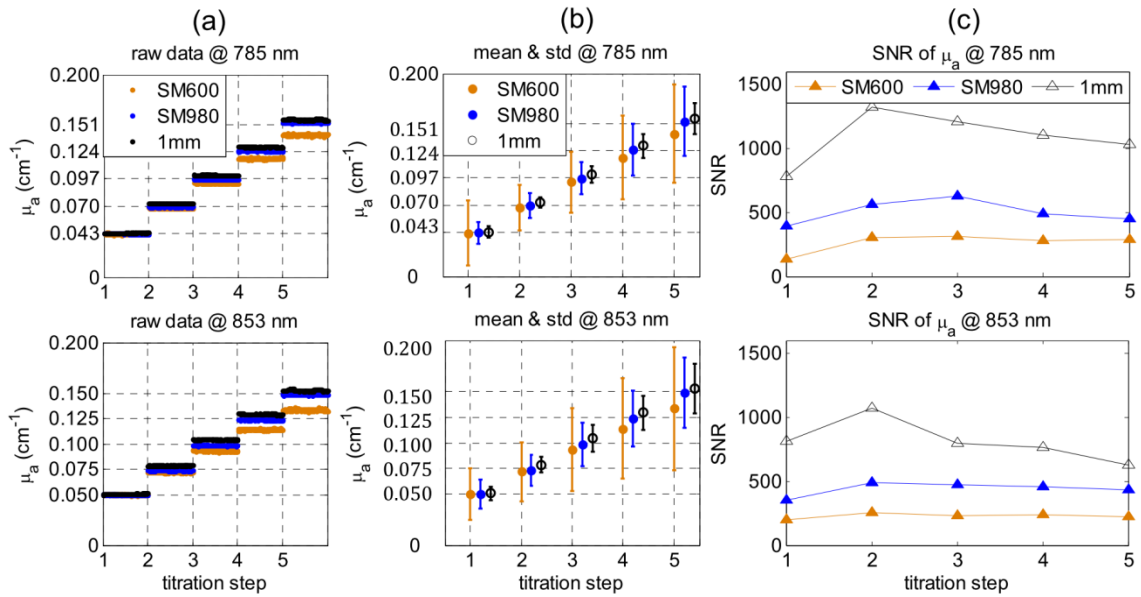 (a)
(b)
(c)
raw data @ 785 nm
0.200
0.151
0.124
0.097
0.070
0.043
0
μa (cm⁻¹)
SM600
SM980
1mm
1 2 3 4 5
mean & std @ 785 nm
0.200
0.151
0.124
0.097
0.070
0.043
0
μa (cm⁻¹)
SM600
SM980
1mm
1 2 3 4 5
SNR of μa @ 785 nm
1500
1000
500
0
SNR
SM600 SM980 1mm
1 2 3 4 5
raw data @ 853 nm
0.200
0.150
0.125
0.100
0.075
0.050
0
μa (cm⁻¹)
1 2 3 4 5
titration step
mean & std @ 853 nm
0.200
0.150
0.125
0.100
0.075
0.050
0
μa (cm⁻¹)
1 2 3 4 5
titration step
SNR of μa @ 853 nm
1500
1000
500
0
SNR
1 2 3 4 5
titration step